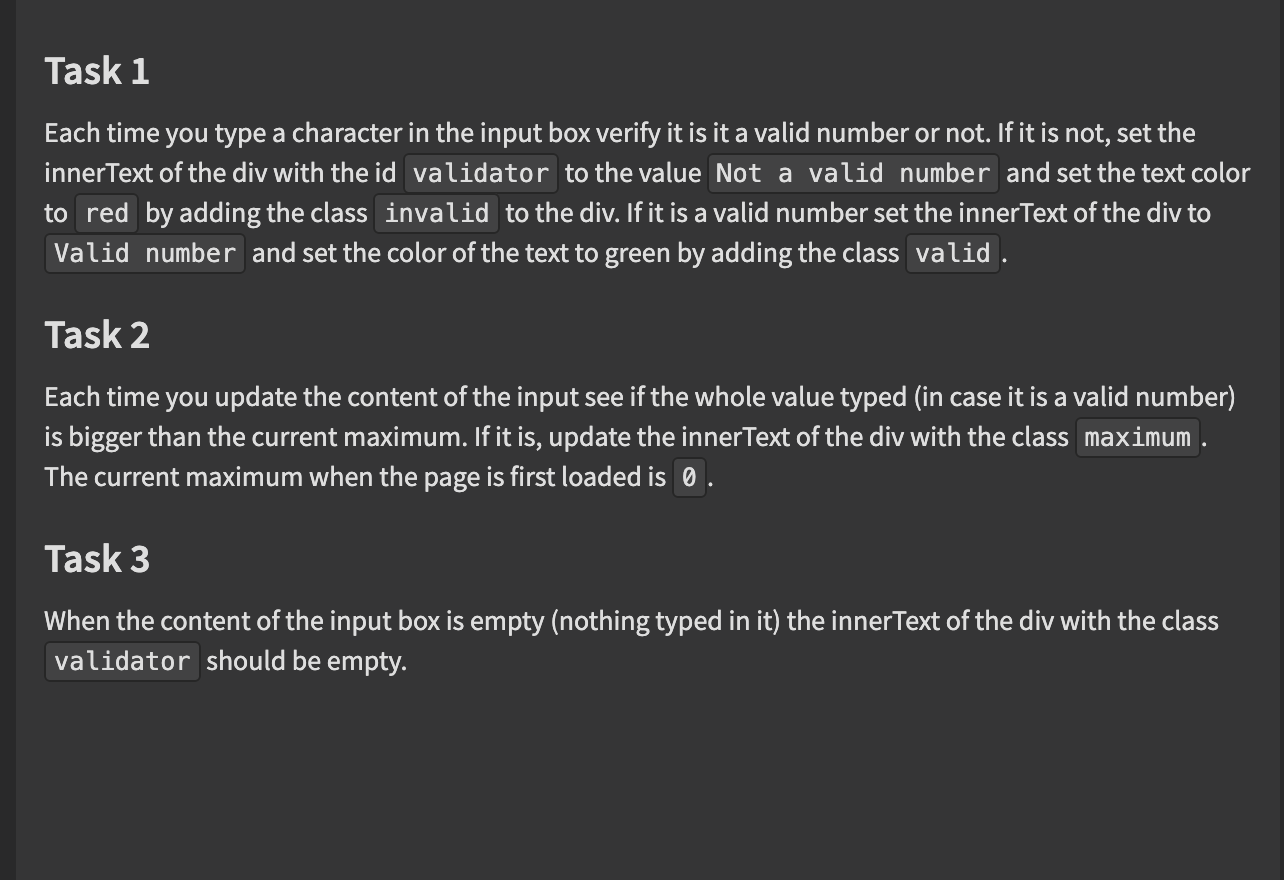 Task 1
Each time you type a character in the input box verify it is it a valid number or not. If it is not, set the
innerText of the div with the id validator to the value Not a valid number and set the text color
to red by adding the class invalid to the div. If it is a valid number set the innerText of the div to
Valid number and set the color of the text to green by adding the class valid.
Task 2
Each time you update the content of the input see if the whole value typed (in case it is a valid number)
is bigger than the current maximum. If it is, update the innerText of the div with the class maximum.
The current maximum when the page is first loaded is 0.
Task 3
When the content of the input box is empty (nothing typed in it) the innerText of the div with the class
validator should be empty.